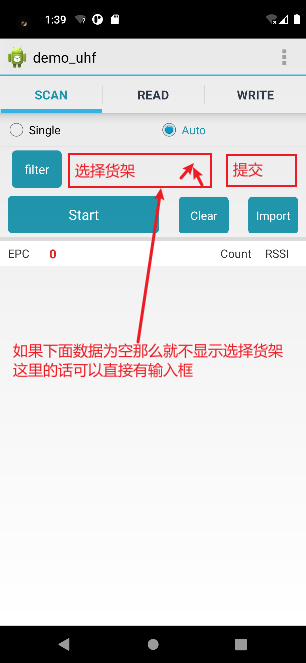 1:39
demo_uhf
SCAN READ WRITE
Single Auto
filter 选择货架 提交
Start Clear Import
EPC 0 Count RSSI
如果下面数据为空那么就不显示选择货架
这里的话可以直接有输入框